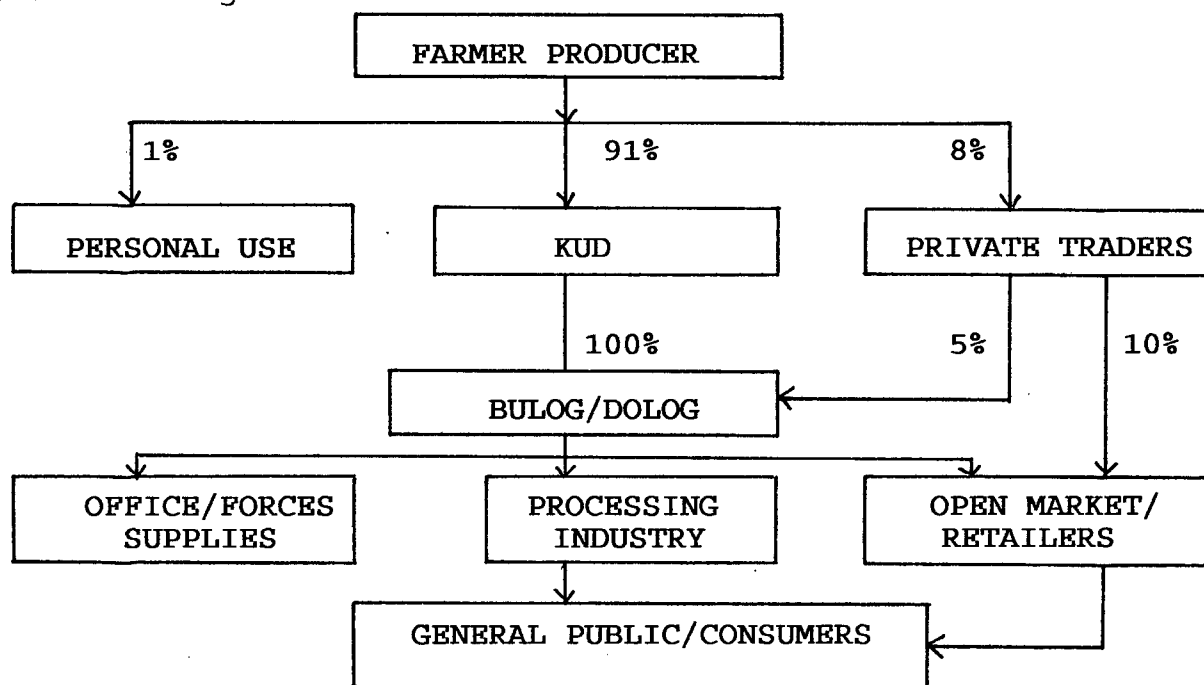 FARMER PRODUCER
1% 91% 8%
PERSONAL USE KUD PRIVATE TRADERS
100% 5% 10%
BULOG/DOLOG
OFFICE/FORCES PROCESSING OPEN MARKET/
SUPPLIES INDUSTRY RETAILERS
GENERAL PUBLIC/CONSUMERS